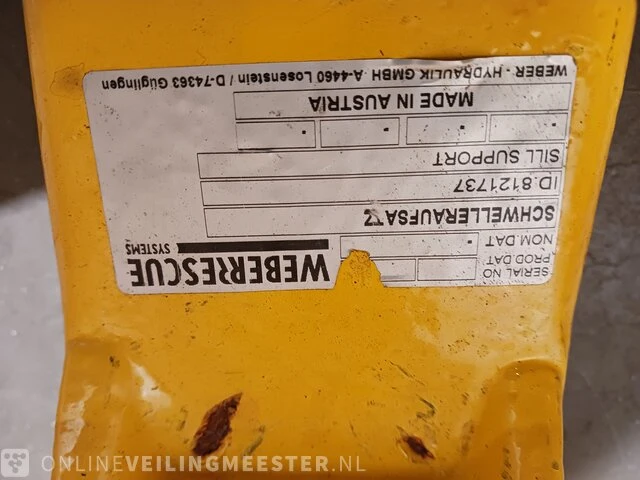 SERIAL NO
PROD.DAT
NOM DAT
WEBERRESCUE
SYSTEMS
SCHWELLERAUFSATZ
ID.8121737
SILL SUPPORT
MADE IN AUSTRIA
WEBER - HYDRAULIK GMBH A-4460 Losenstein / D-74363 Güglingen
ONLINEVEILINGMEESTER.NL